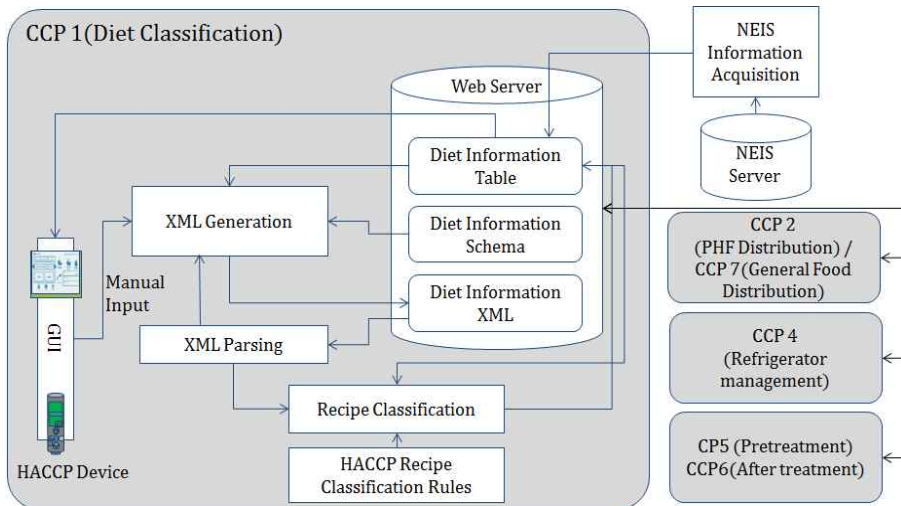 CCP 1(Diet Classification)
NEIS
Information
Acquisition
Web Server
NEIS
Server
Diet Information
Table
XML Generation
Diet Information
Schema
CCP 2
(PHF Distribution) /
CCP 7(General Food
Distribution)
Manual
Input
Diet Information
XML
GUI
XML Parsing
CCP 4
(Refrigerator
management)
Recipe Classification
HACCP Device
HACCP Recipe
Classification Rules
CP5 (Pretreatment)
CCP6(After treatment)